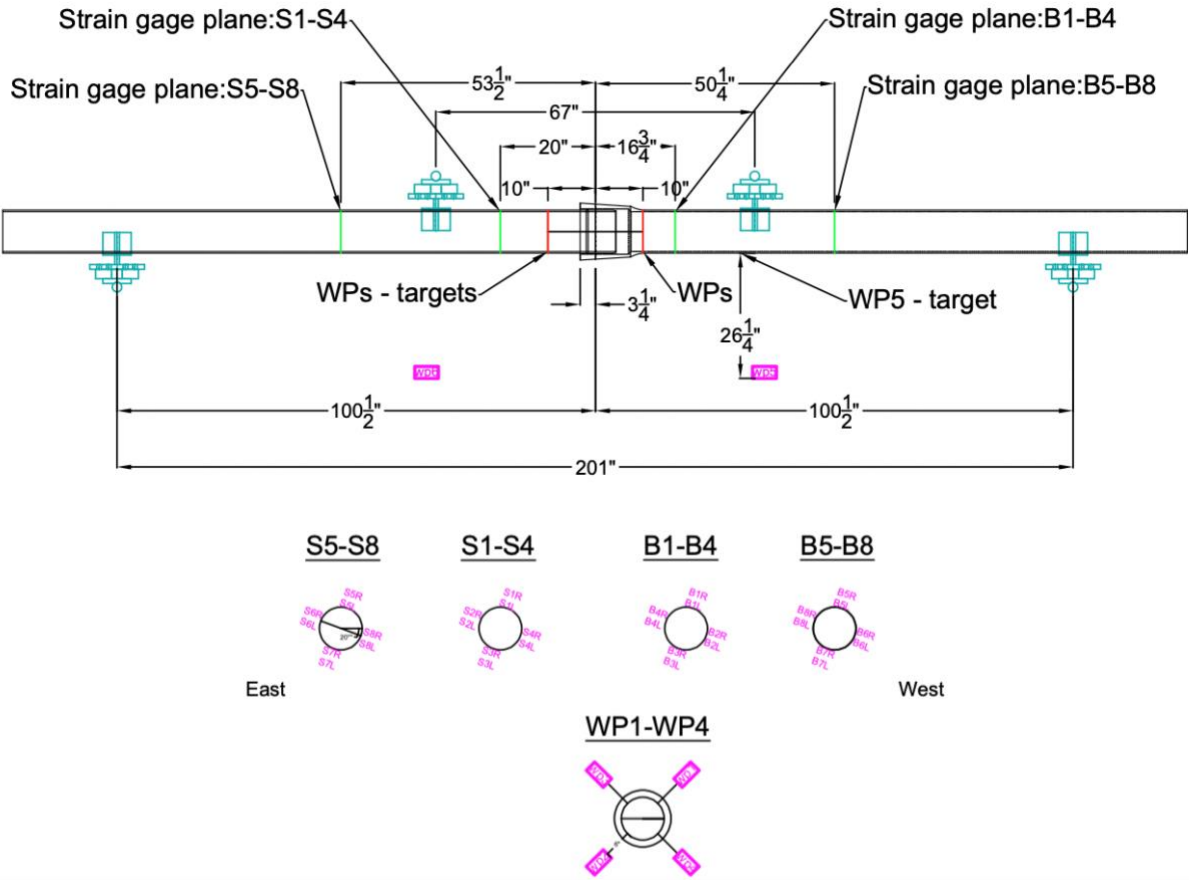 Strain gage plane:S1-S4
Strain gage plane:B1-B4
Strain gage plane:S5-S8
53 1/2"
50 1/4"
Strain gage plane:B5-B8
67"
20"
16 3/4"
10"
10"
WPs - targets
3 1/4"
WPs
WP5 - target
26 1/4"
100 1/2"
100 1/2"
201"
S5-S8
S1-S4
B1-B4
B5-B8
S5R
S5L
S6R
S6L
20°
S8R
S8L
S7R
S7L
S1R
S1L
S2R
S2L
S4R
S4L
S3R
S3L
B1R
B1L
B4R
B4L
B2R
B2L
B3R
B3L
B5R
B5L
B8R
B8L
B6R
B6L
B7R
B7L
East
West
WP1-WP4